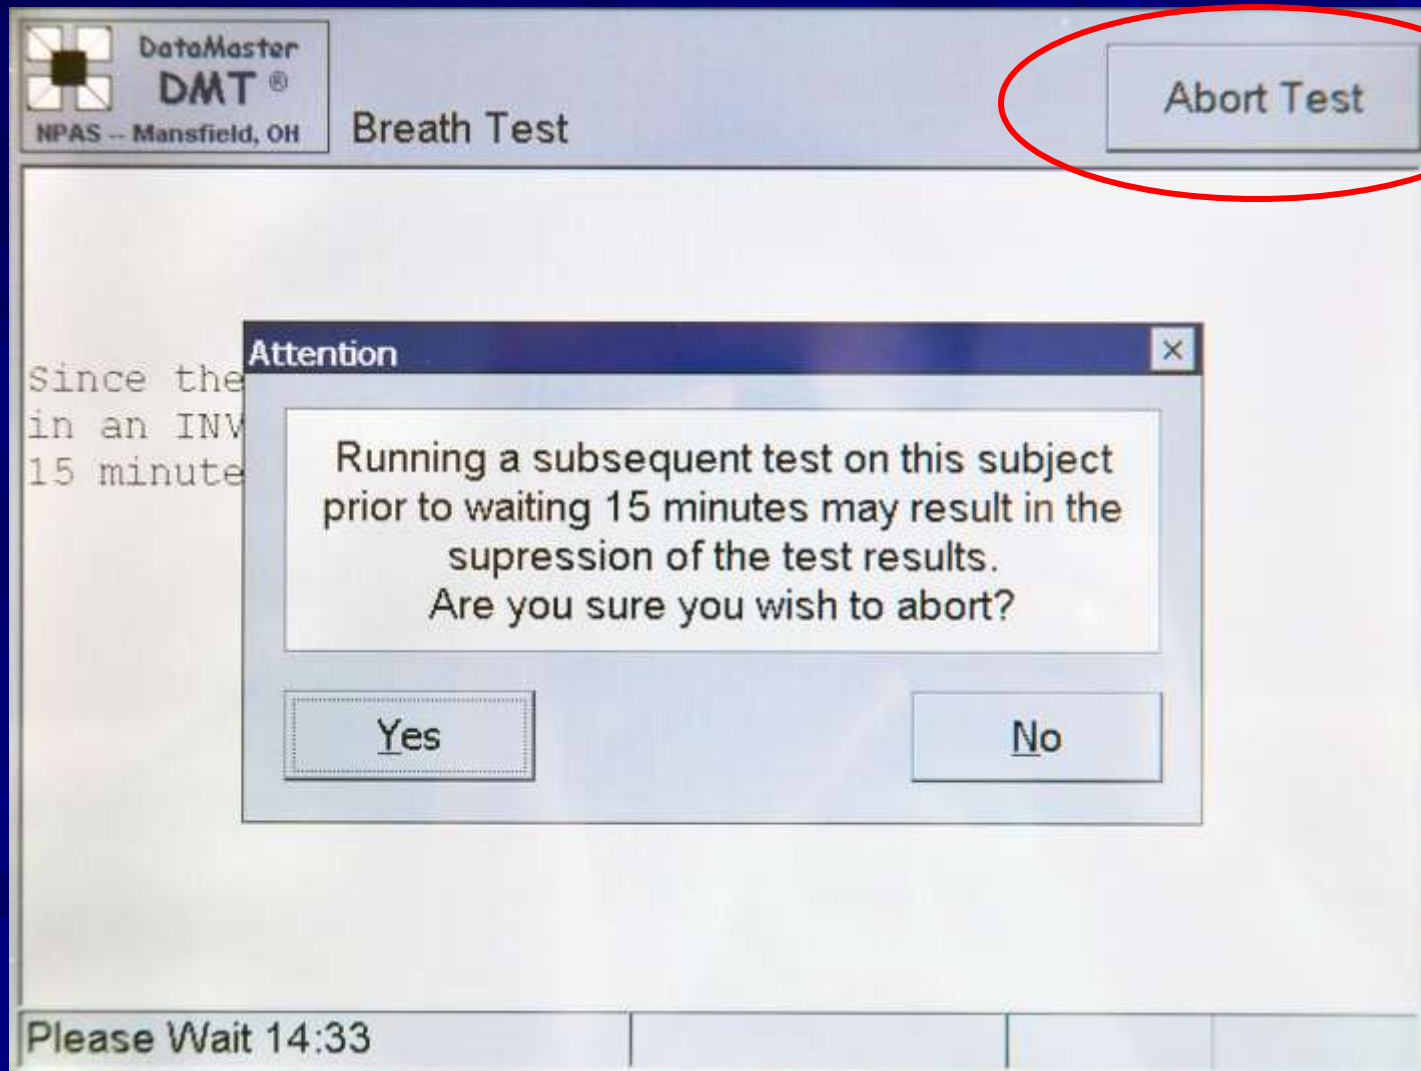 DataMaster
DMT ®
NPAS -- Mansfield, OH
Breath Test
Abort Test
Since the
in an INV
15 minute
Attention
Running a subsequent test on this subject
prior to waiting 15 minutes may result in the
supression of the test results.
Are you sure you wish to abort?
Yes
No
Please Wait 14:33